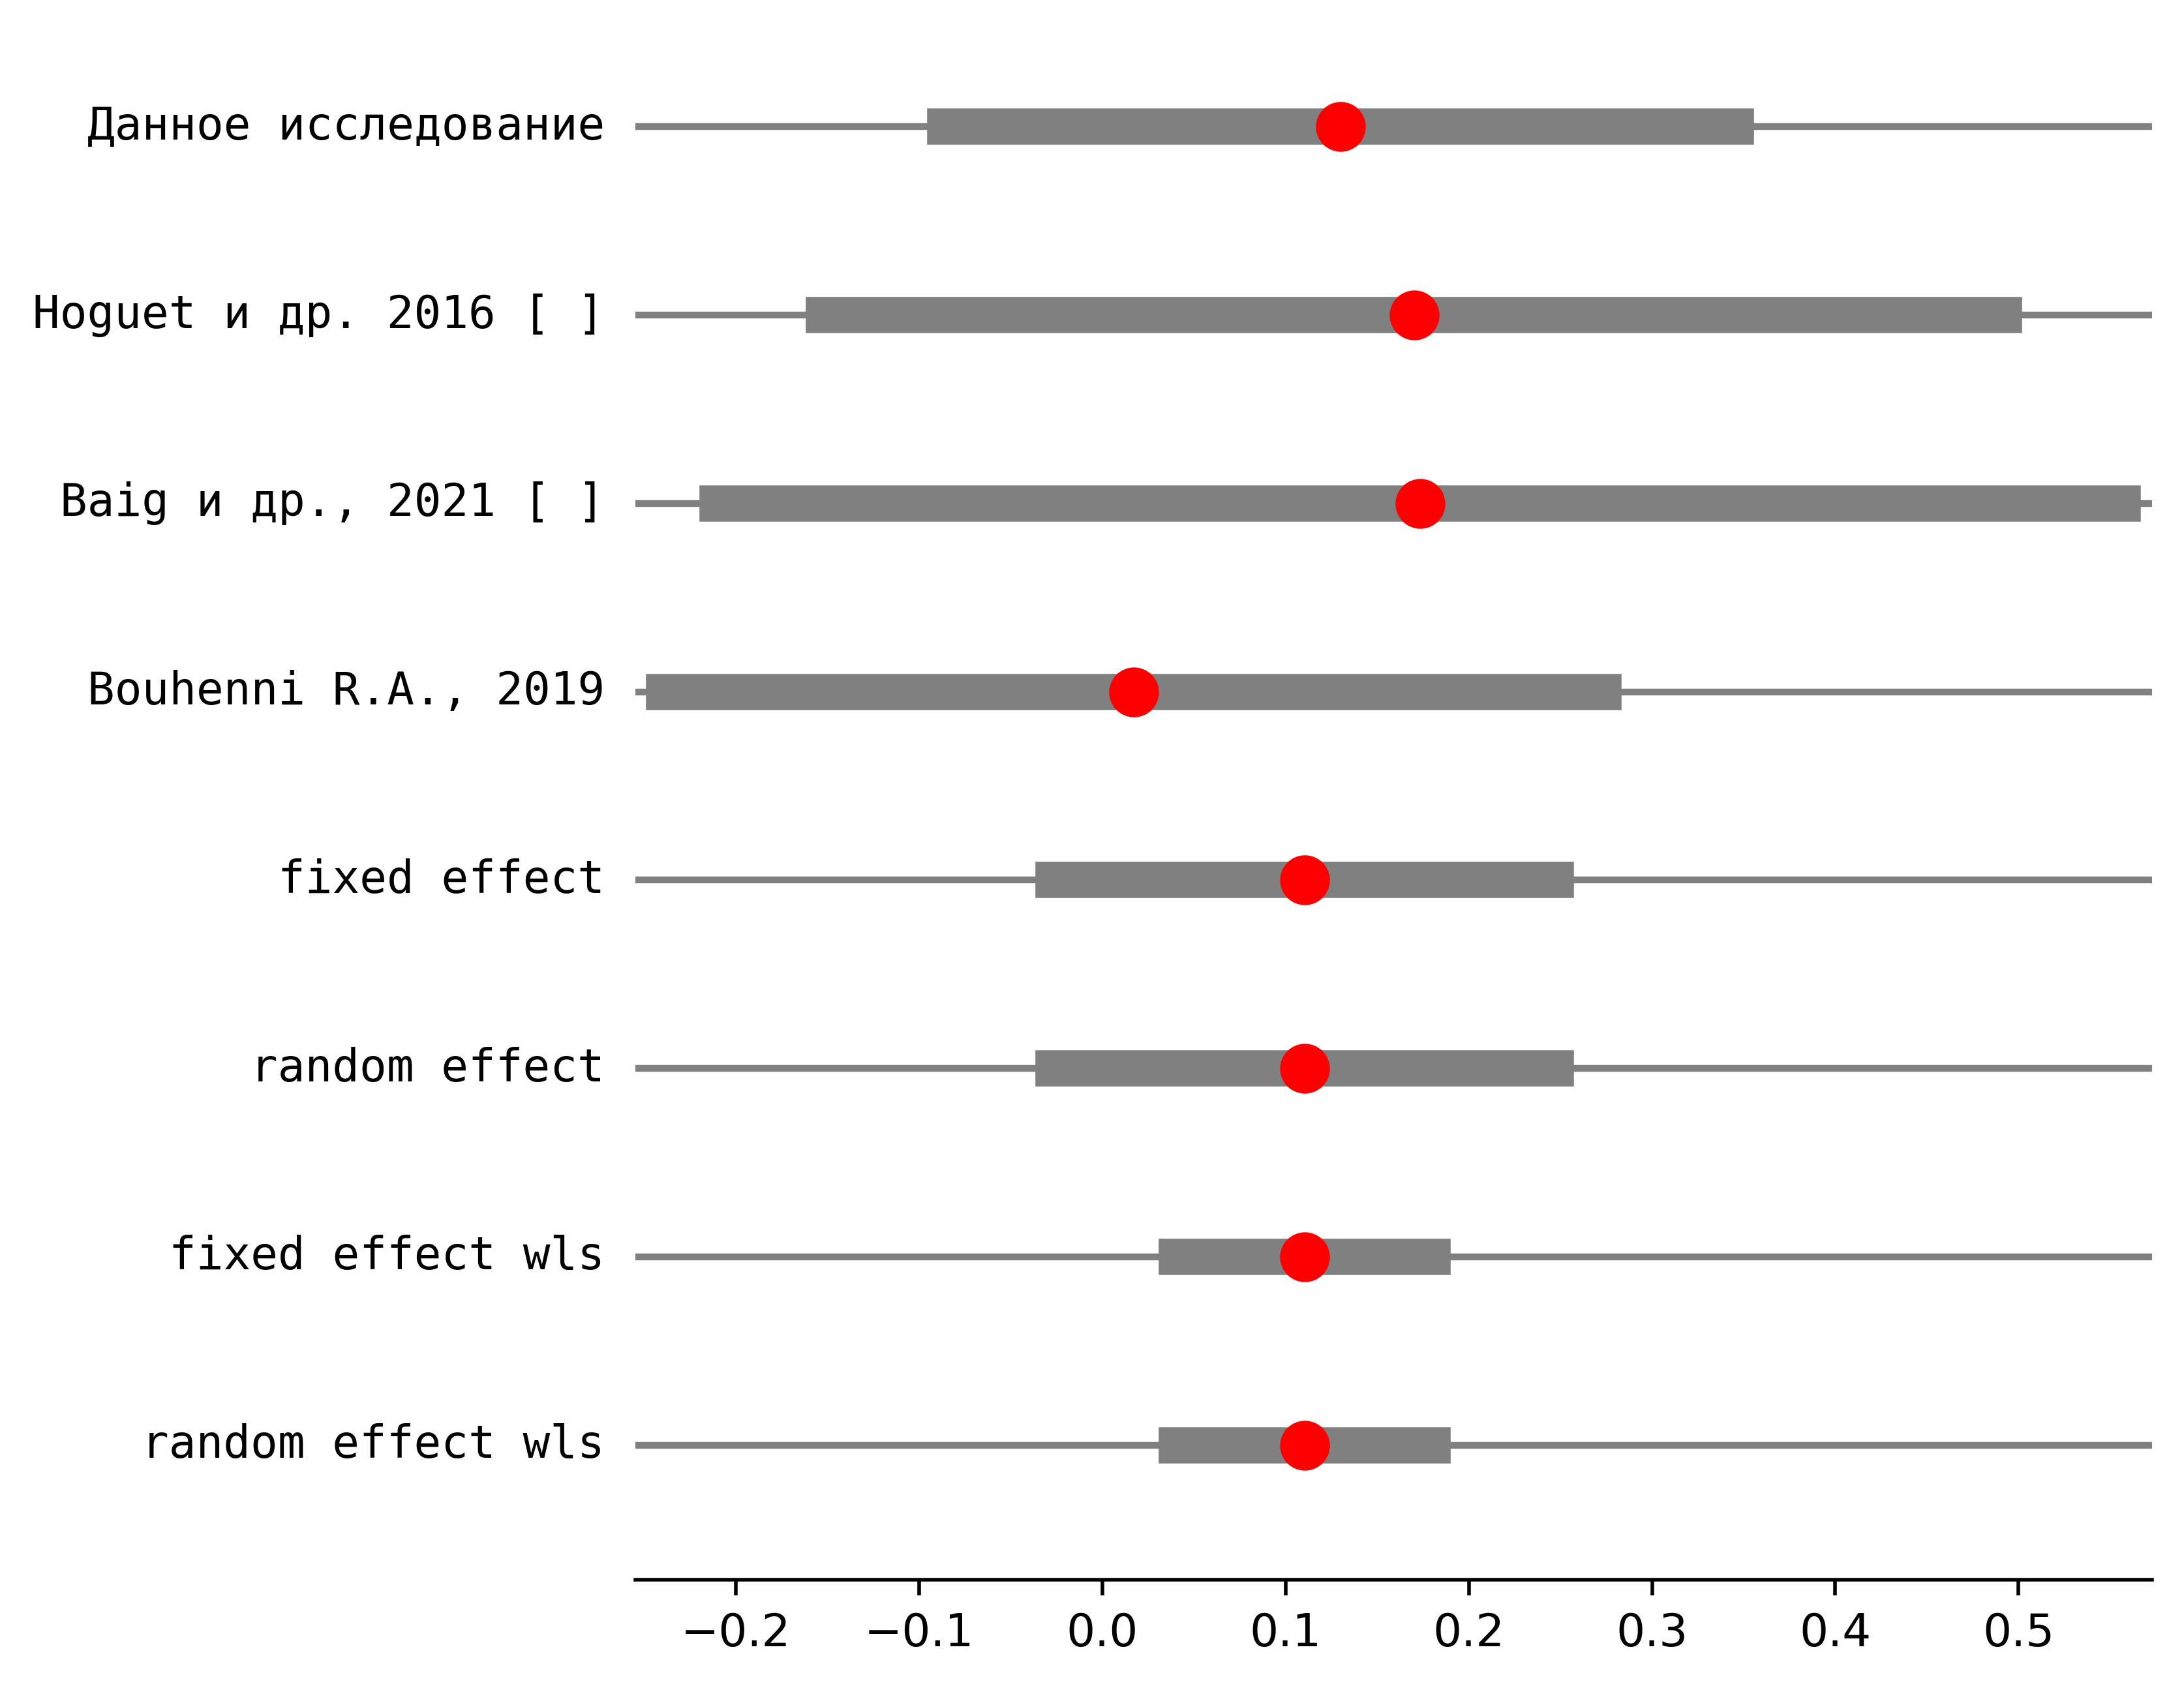 Данное исследование
Hoguet и др. 2016 [ ]
Baig и др., 2021 [ ]
Bouhenni R.A., 2019
fixed effect
random effect
fixed effect wls
random effect wls
−0.2 −0.1 0.0 0.1 0.2 0.3 0.4 0.5